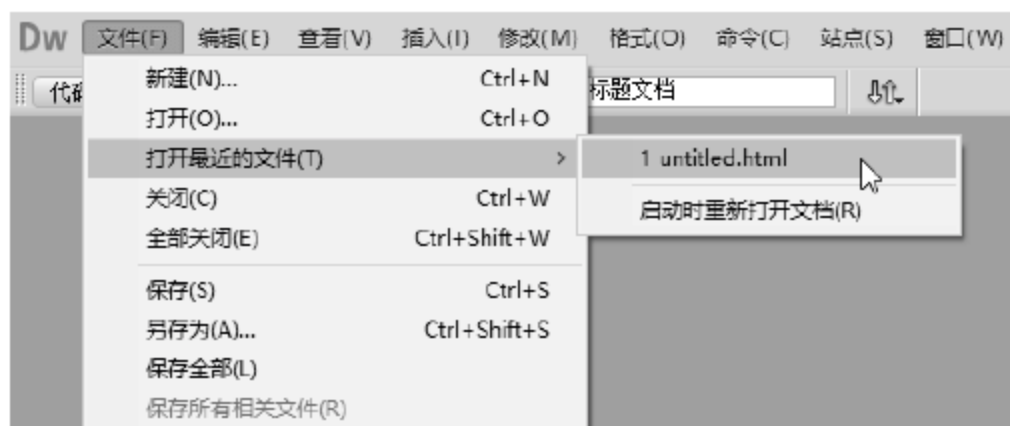 Dw 文件(F) 编辑(E) 查看(V) 插入(I) 修改(M) 格式(O) 命令(C) 站点(S) 窗口(W)
代码
标题文档
新建(N)... Ctrl+N
打开(O)... Ctrl+O
打开最近的文件(T) >
1 untitled.html
启动时重新打开文档(R)
关闭(C) Ctrl+W
全部关闭(E) Ctrl+Shift+W
保存(S) Ctrl+S
另存为(A)... Ctrl+Shift+S
保存全部(L)
保存所有相关文件(R)